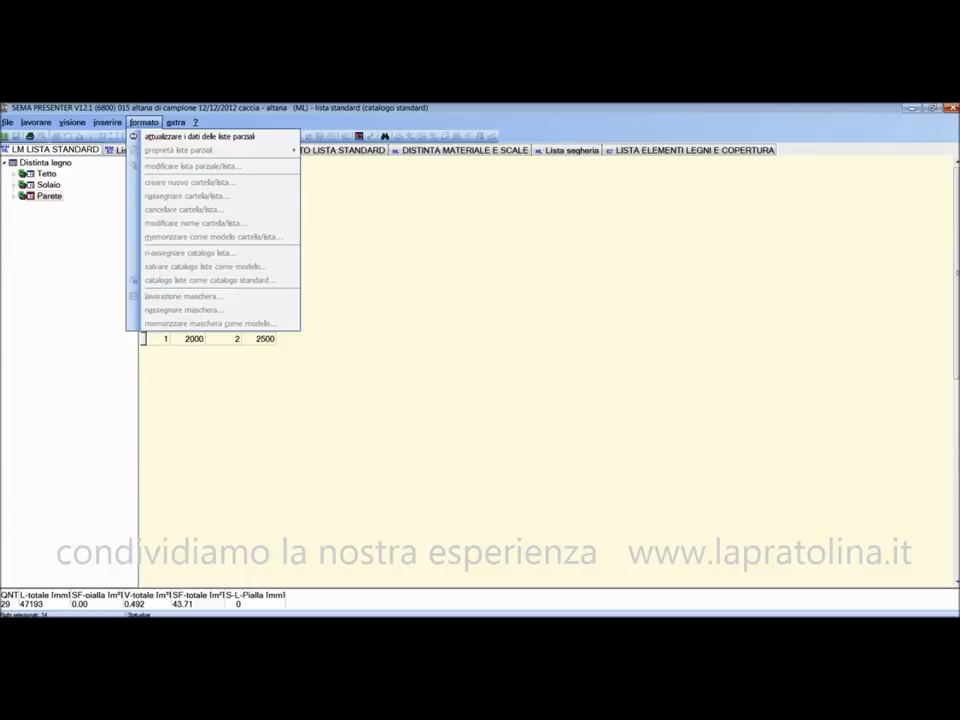 SEMA PRESENTER V12.1 (6800) 015 altana di campione 12/12/2012 caccia - altana (ML) - lista standard (catalogo standard)
file lavorare visione inserire formato extra ?
LM LISTA STANDARD
TO LISTA STANDARD
DISTINTA MATERIALE E SCALE
Lista segheria
LISTA ELEMENTI LEGNI E COPERTURA
Distinta legno
Tetto
Solaio
Parete
attualizzare i dati delle liste parziali
proprietà liste parziali
modificare lista parziale/lista...
creare nuovo cartella/lista...
riassegnare cartella/lista...
cancellare cartella/lista...
modificare nome cartella/lista...
memorizzare come modello cartella/lista...
ri-assegnare catalogo lista...
salvare catalogo liste come modello...
catalogo liste come catalogo standard...
lavorazione maschera...
riassegnare maschera...
memorizzare maschera come modello...
1 2000 2 2500
condividiamo la nostra esperienza www.lapratolina.it
QNT L-totale [mm] SF-pialla [m²] V-totale [m³] SF-totale [m²] S-L-Pialla [mm]
29 47193 0.00 0.492 43.71 0